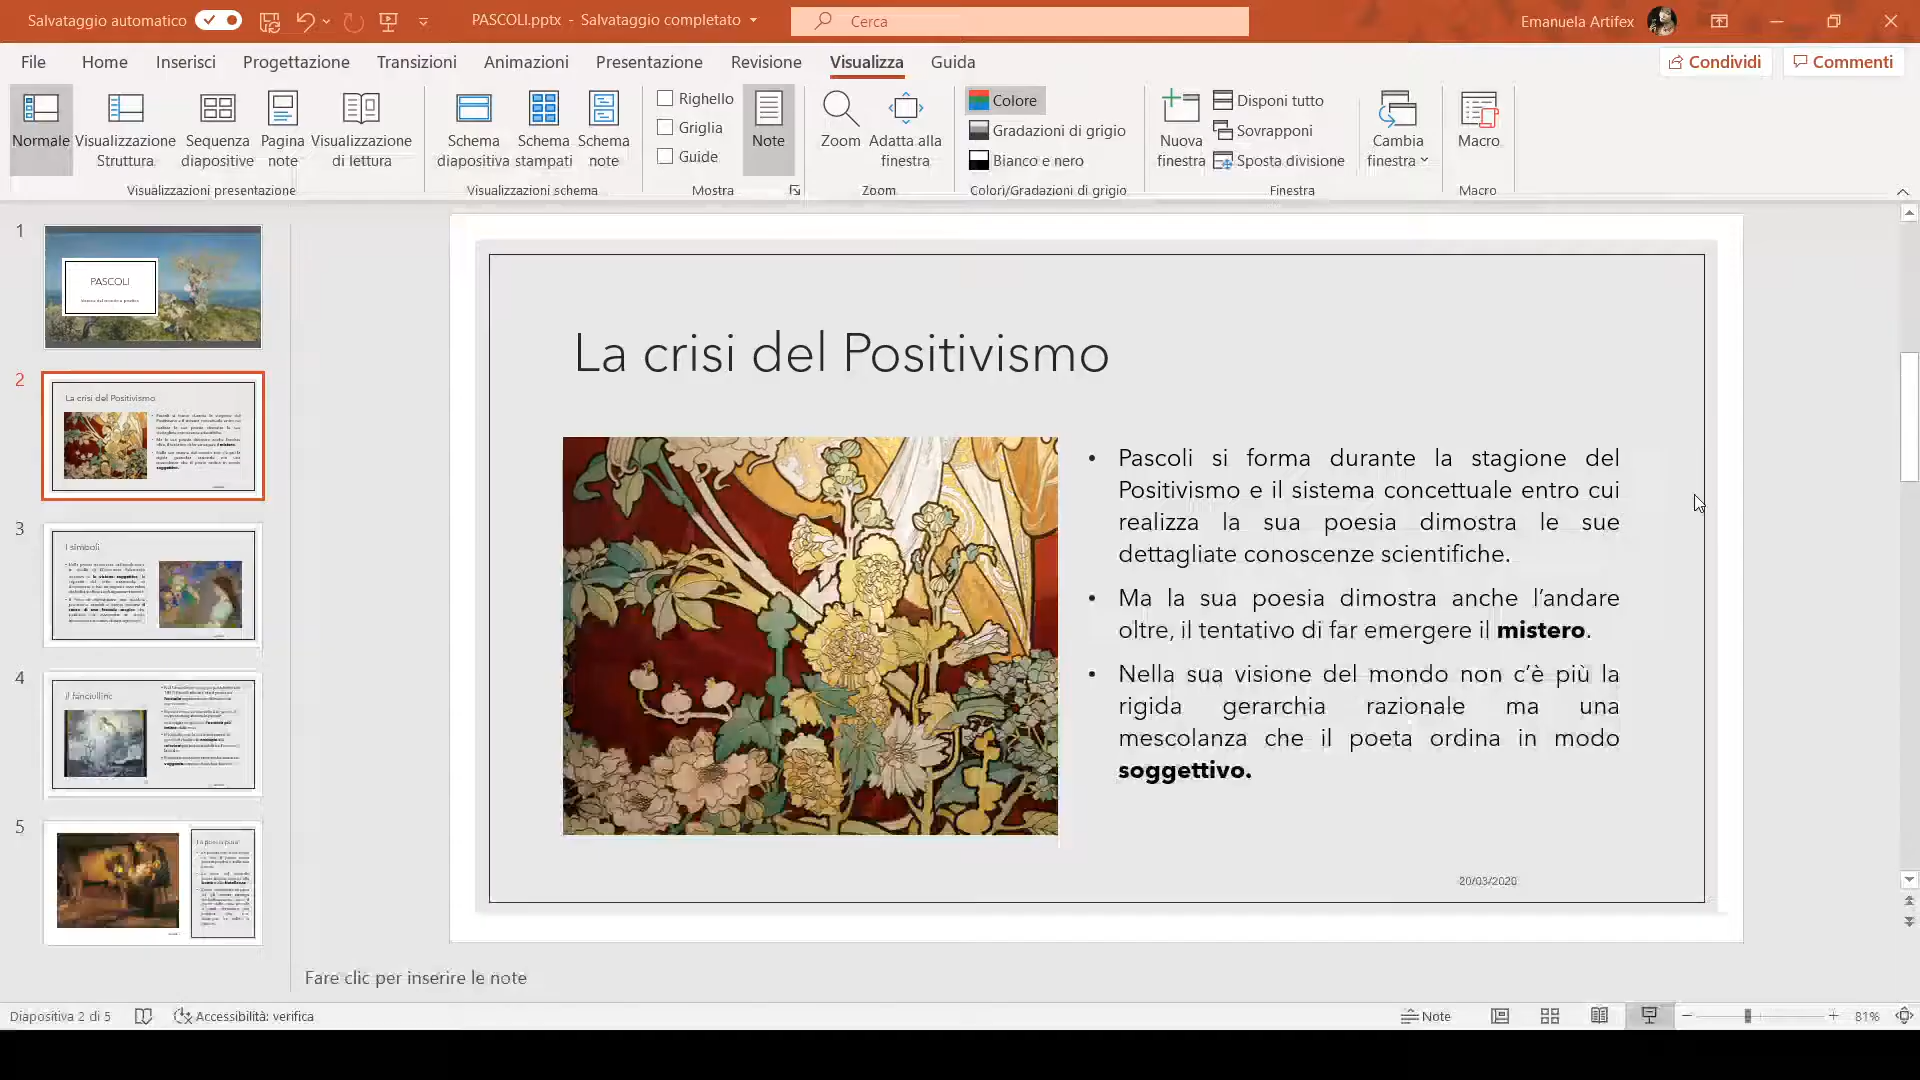 Salvataggio automatico
PASCOLI.pptx - Salvataggio completato
Cerca
Emanuela Artifex
File Home Inserisci Progettazione Transizioni Animazioni Presentazione Revisione Visualizza Guida
Condividi Commenti
Normale
Visualizzazione
Struttura
Sequenza
diapositive
Pagina
note
Visualizzazione
di lettura
Visualizzazioni presentazione
Schema
diapositiva
Schema
stampati
Schema
note
Visualizzazioni schema
Righello
Griglia
Guide
Mostra
Note
Zoom
Adatta alla
finestra
Zoom
Colore
Gradazioni di grigio
Bianco e nero
Colori/Gradazioni di grigio
Nuova
finestra
Disponi tutto
Sovrapponi
Sposta divisione
Cambia
finestra
Finestra
Macro
Macro
1
PASCOLI
2
La crisi del Positivismo
3
I simboli
4
Il fanciullino
5
La crisi del Positivismo
• Pascoli si forma durante la stagione del
Positivismo e il sistema concettuale entro cui
realizza la sua poesia dimostra le sue
dettagliate conoscenze scientifiche.
• Ma la sua poesia dimostra anche l’andare
oltre, il tentativo di far emergere il mistero.
• Nella sua visione del mondo non c’è più la
rigida gerarchia razionale ma una
mescolanza che il poeta ordina in modo
soggettivo.
20/03/2020
Fare clic per inserire le note
Diapositiva 2 di 5
Accessibilità: verifica
Note
81%